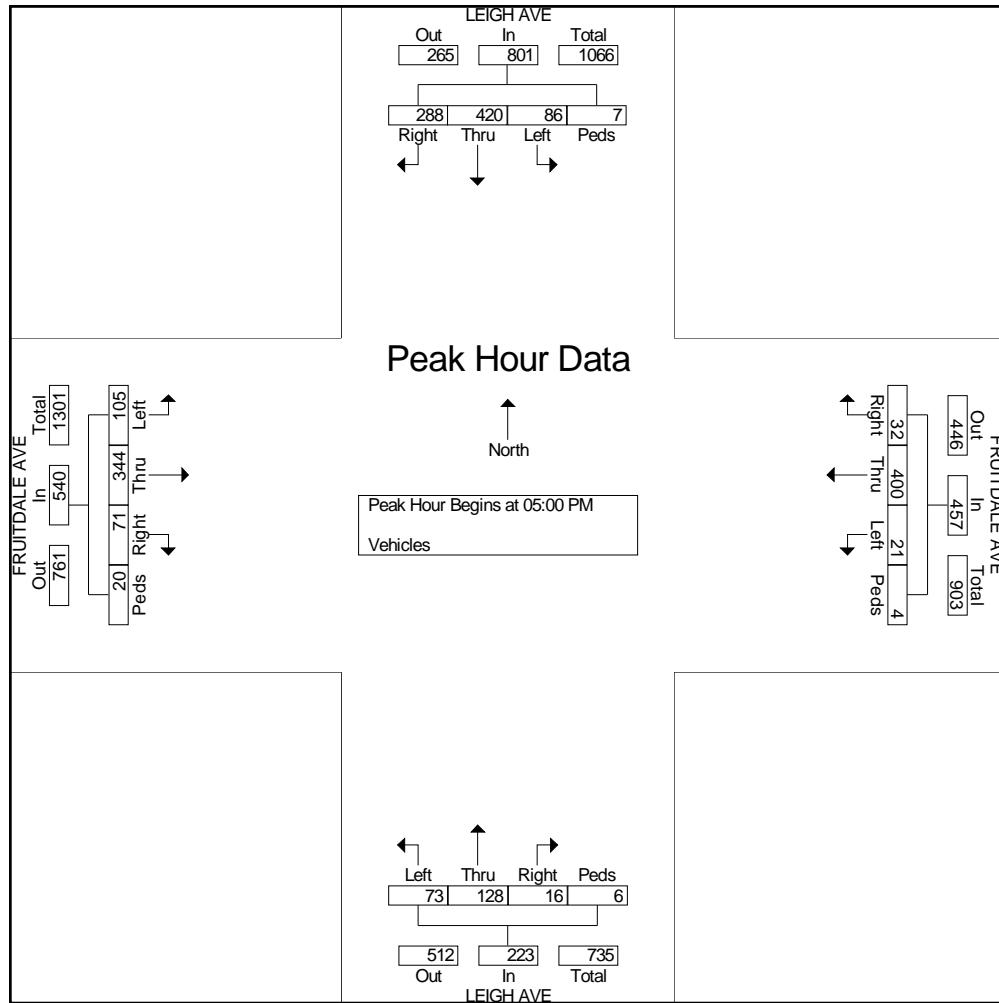 LEIGH AVE
Out In Total
265 801 1066
288 420 86 7
Right Thru Left Peds
Peak Hour Data
North
Peak Hour Begins at 05:00 PM
Vehicles
FRUITDALE AVE
Total In Out
1301 540 761
105 344 71 20
Left Thru Right Peds
FRUITDALE AVE
Out In Total
446 457 903
32 400 21 4
Right Thru Left Peds
Left Thru Right Peds
73 128 16 6
512 223 735
Out In Total
LEIGH AVE